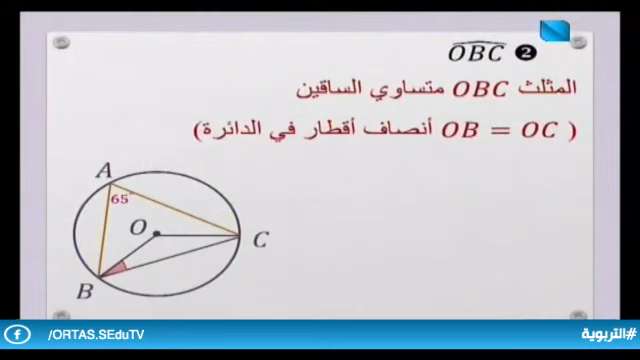 ❷ OBC
المثلث OBC متساوي الساقين
( OB = OC أنصاف أقطار في الدائرة)
A
65°
O
C
B
/ORTAS.SEduTV
#التربوية